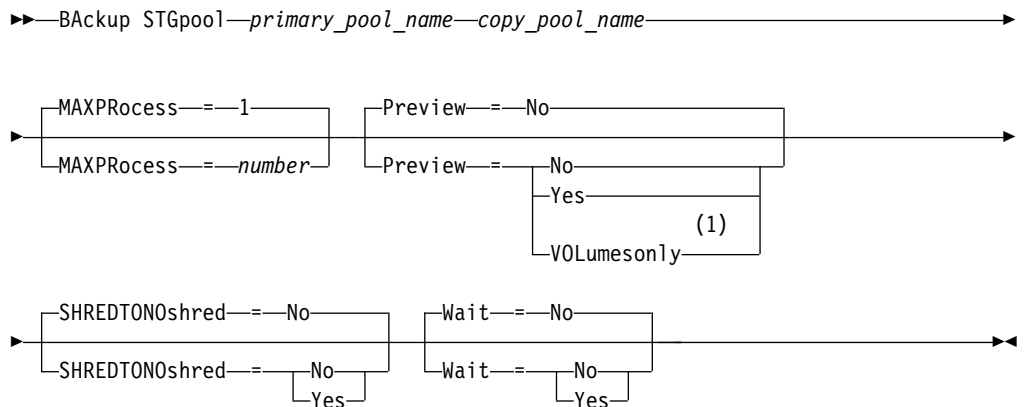 BAckup STGpool primary_pool_name copy_pool_name
MAXPRocess = 1 Preview = No
MAXPRocess = number Preview = No
Yes
(1)
VOLumesonly
SHREDTONOshred = No Wait = No
SHREDTONOshred = No Wait = No
Yes Yes